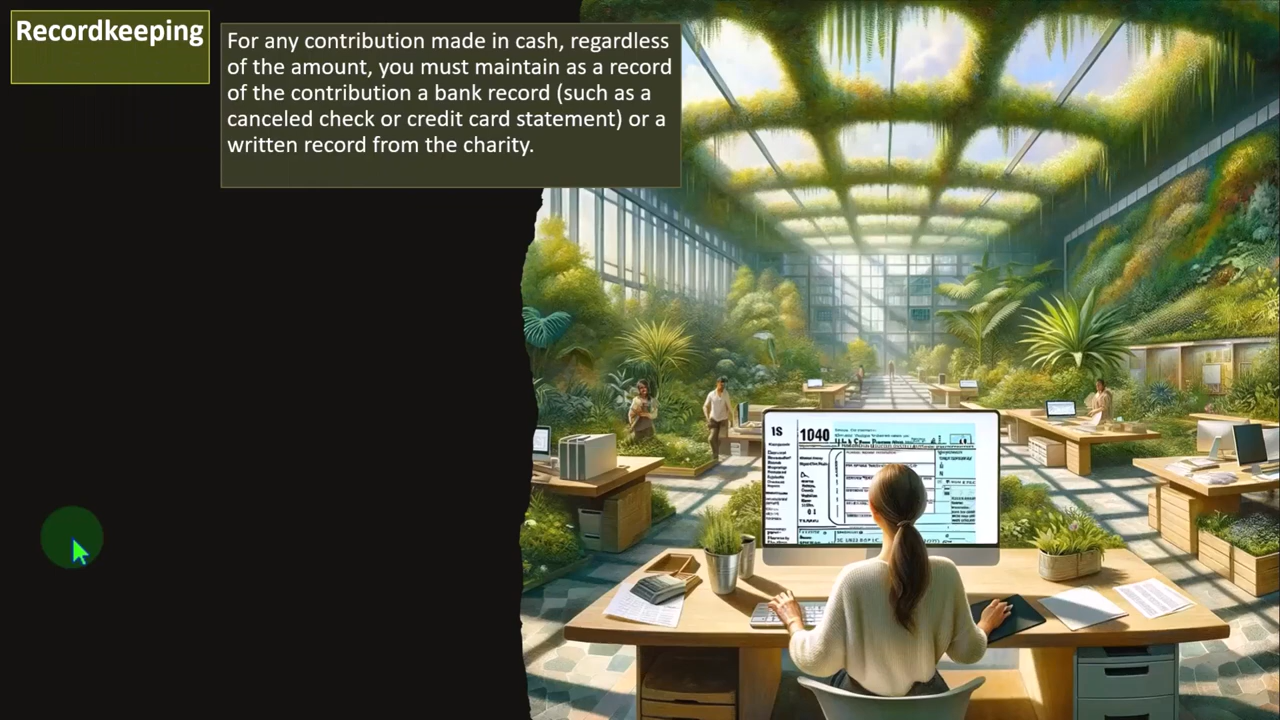 Recordkeeping
For any contribution made in cash, regardless
of the amount, you must maintain as a record
of the contribution a bank record (such as a
canceled check or credit card statement) or a
written record from the charity.
1S
1040